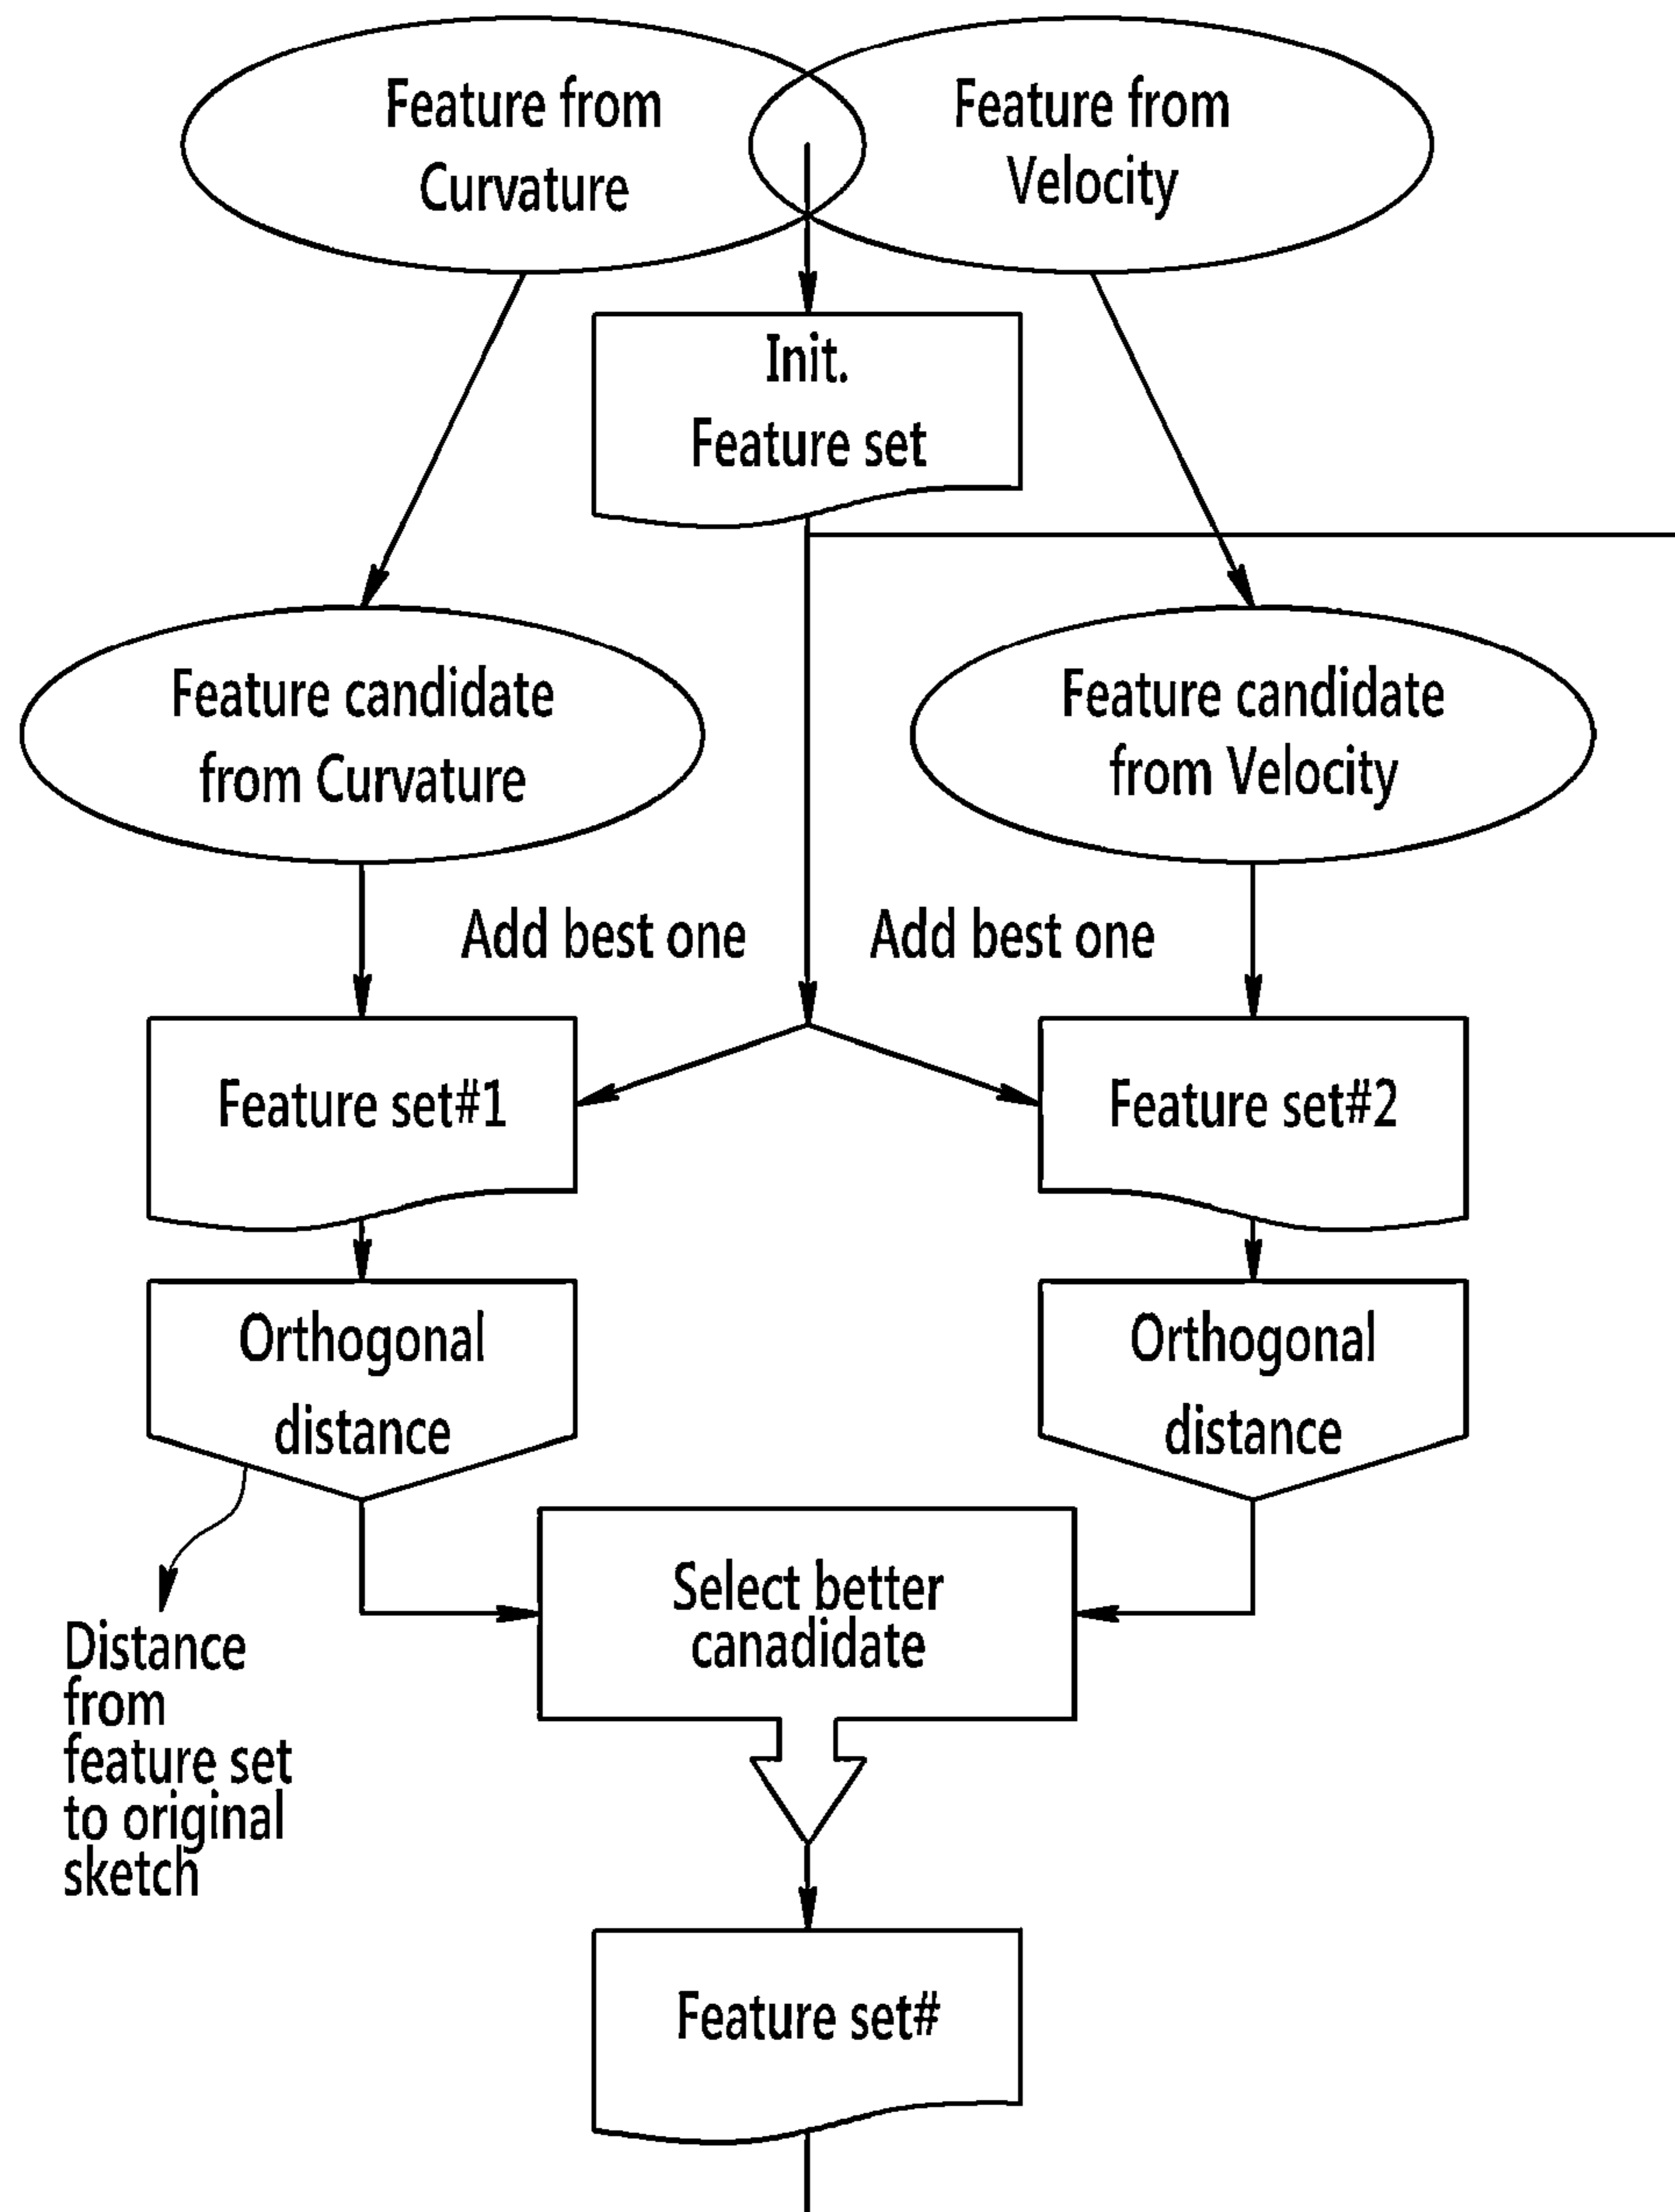 Feature from
Curvature
Feature from
Velocity
Init.
Feature set
Feature candidate
from Curvature
Feature candidate
from Velocity
Add best one
Add best one
Feature set#1
Feature set#2
Orthogonal
distance
Orthogonal
distance
Select better
canadidate
Distance
from
feature set
to original
sketch
Feature set#